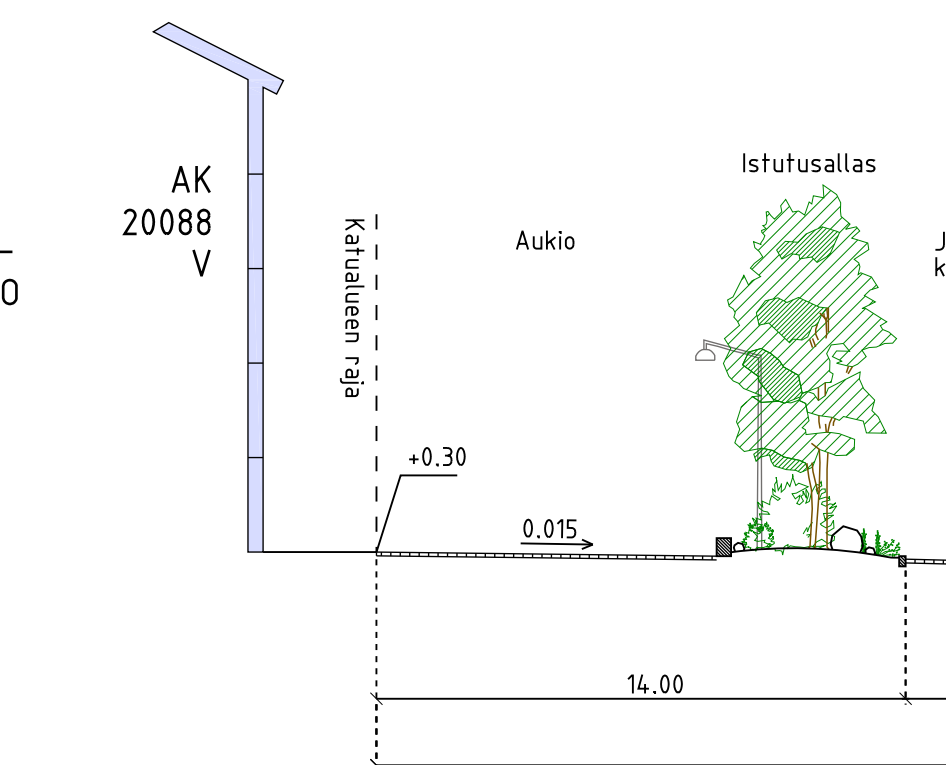 AK
20088
V
O
Katualueen raja
Aukio
Istutusallas
J
k
+0.30
0.015
14.00